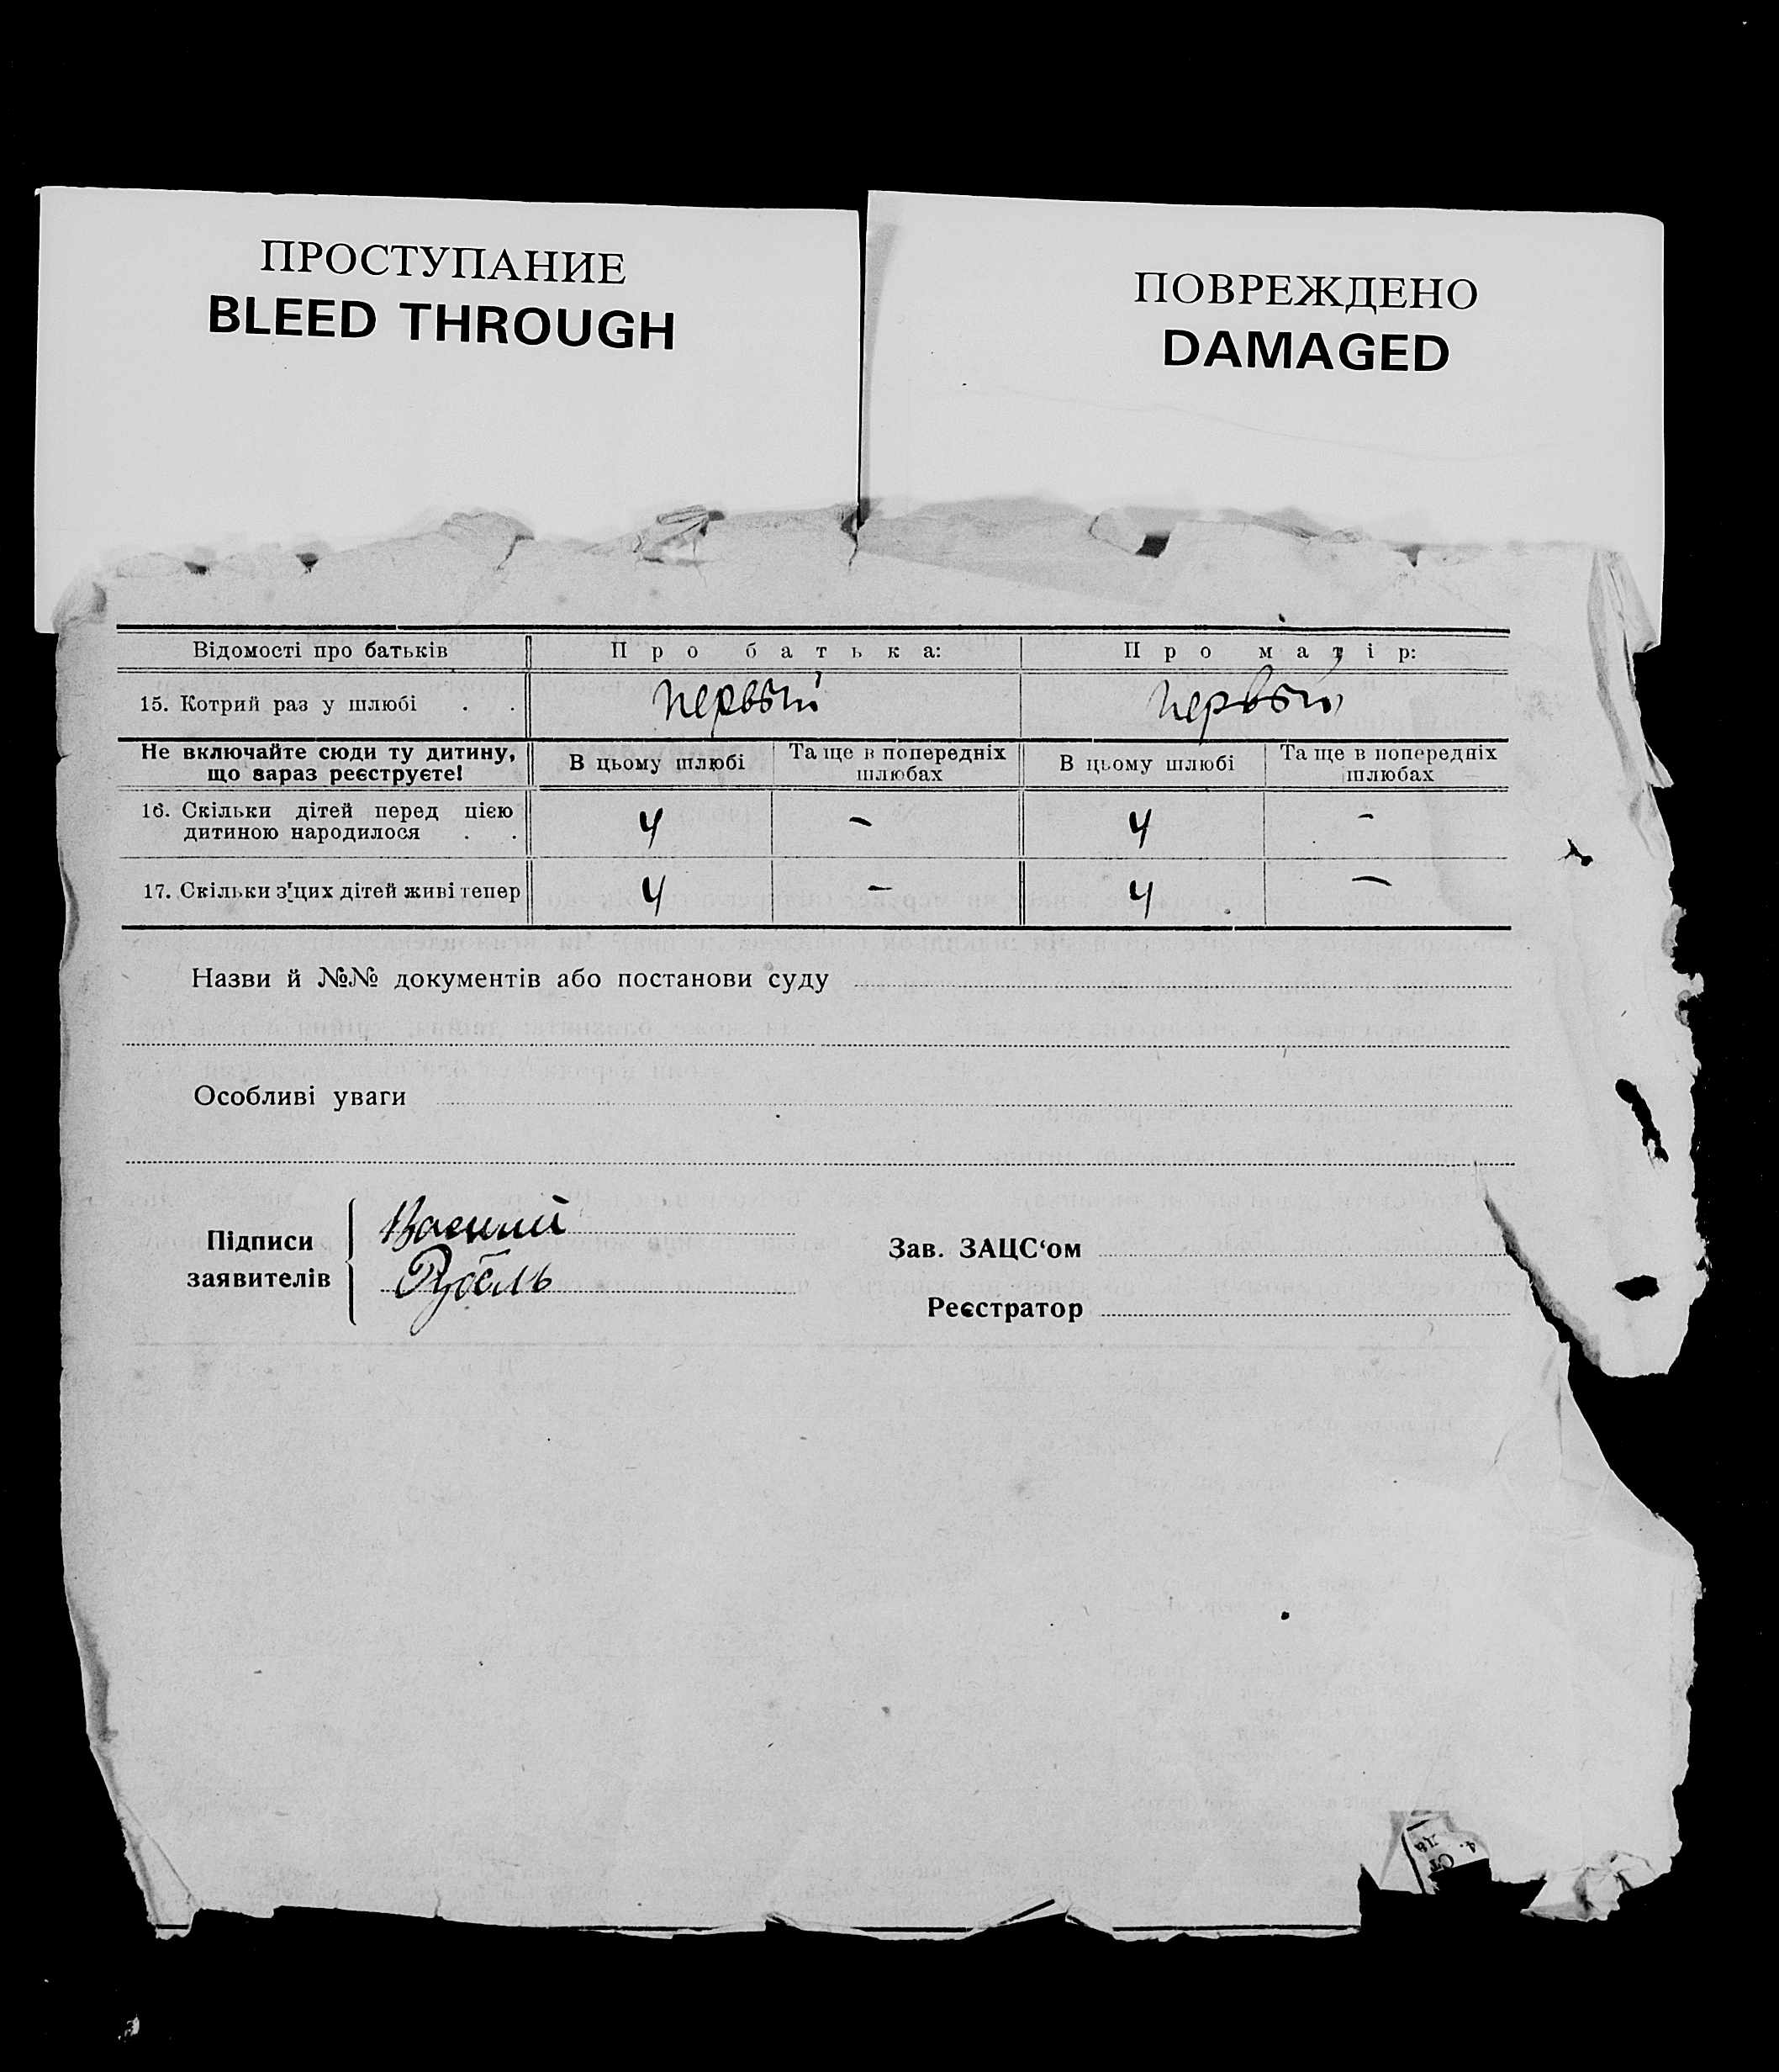 ПРОСТУПАНИЕ
BLEED THROUGH
ПОВРЕЖДЕНО
DAMAGED
Відомості про батьків Про батька: Про матір:
15. Котрий раз у шлюбі . . первый первый
Не включайте сюди ту дитину, що зараз реєструєте! В цьому шлюбі Та ще в попередніх шлюбах В цьому шлюбі Та ще в попередніх шлюбах
16. Скільки дітей перед цією дитиною народилося . . 4 – 4 –
17. Скільки з'цих дітей живі тепер 4 – 4 –
Назви й №№ документів або постанови суду
Особливі уваги
Підписи заявителів
Василий
Рубель
Зав. ЗАЦС‘ом
Реєстратор
4. Ст